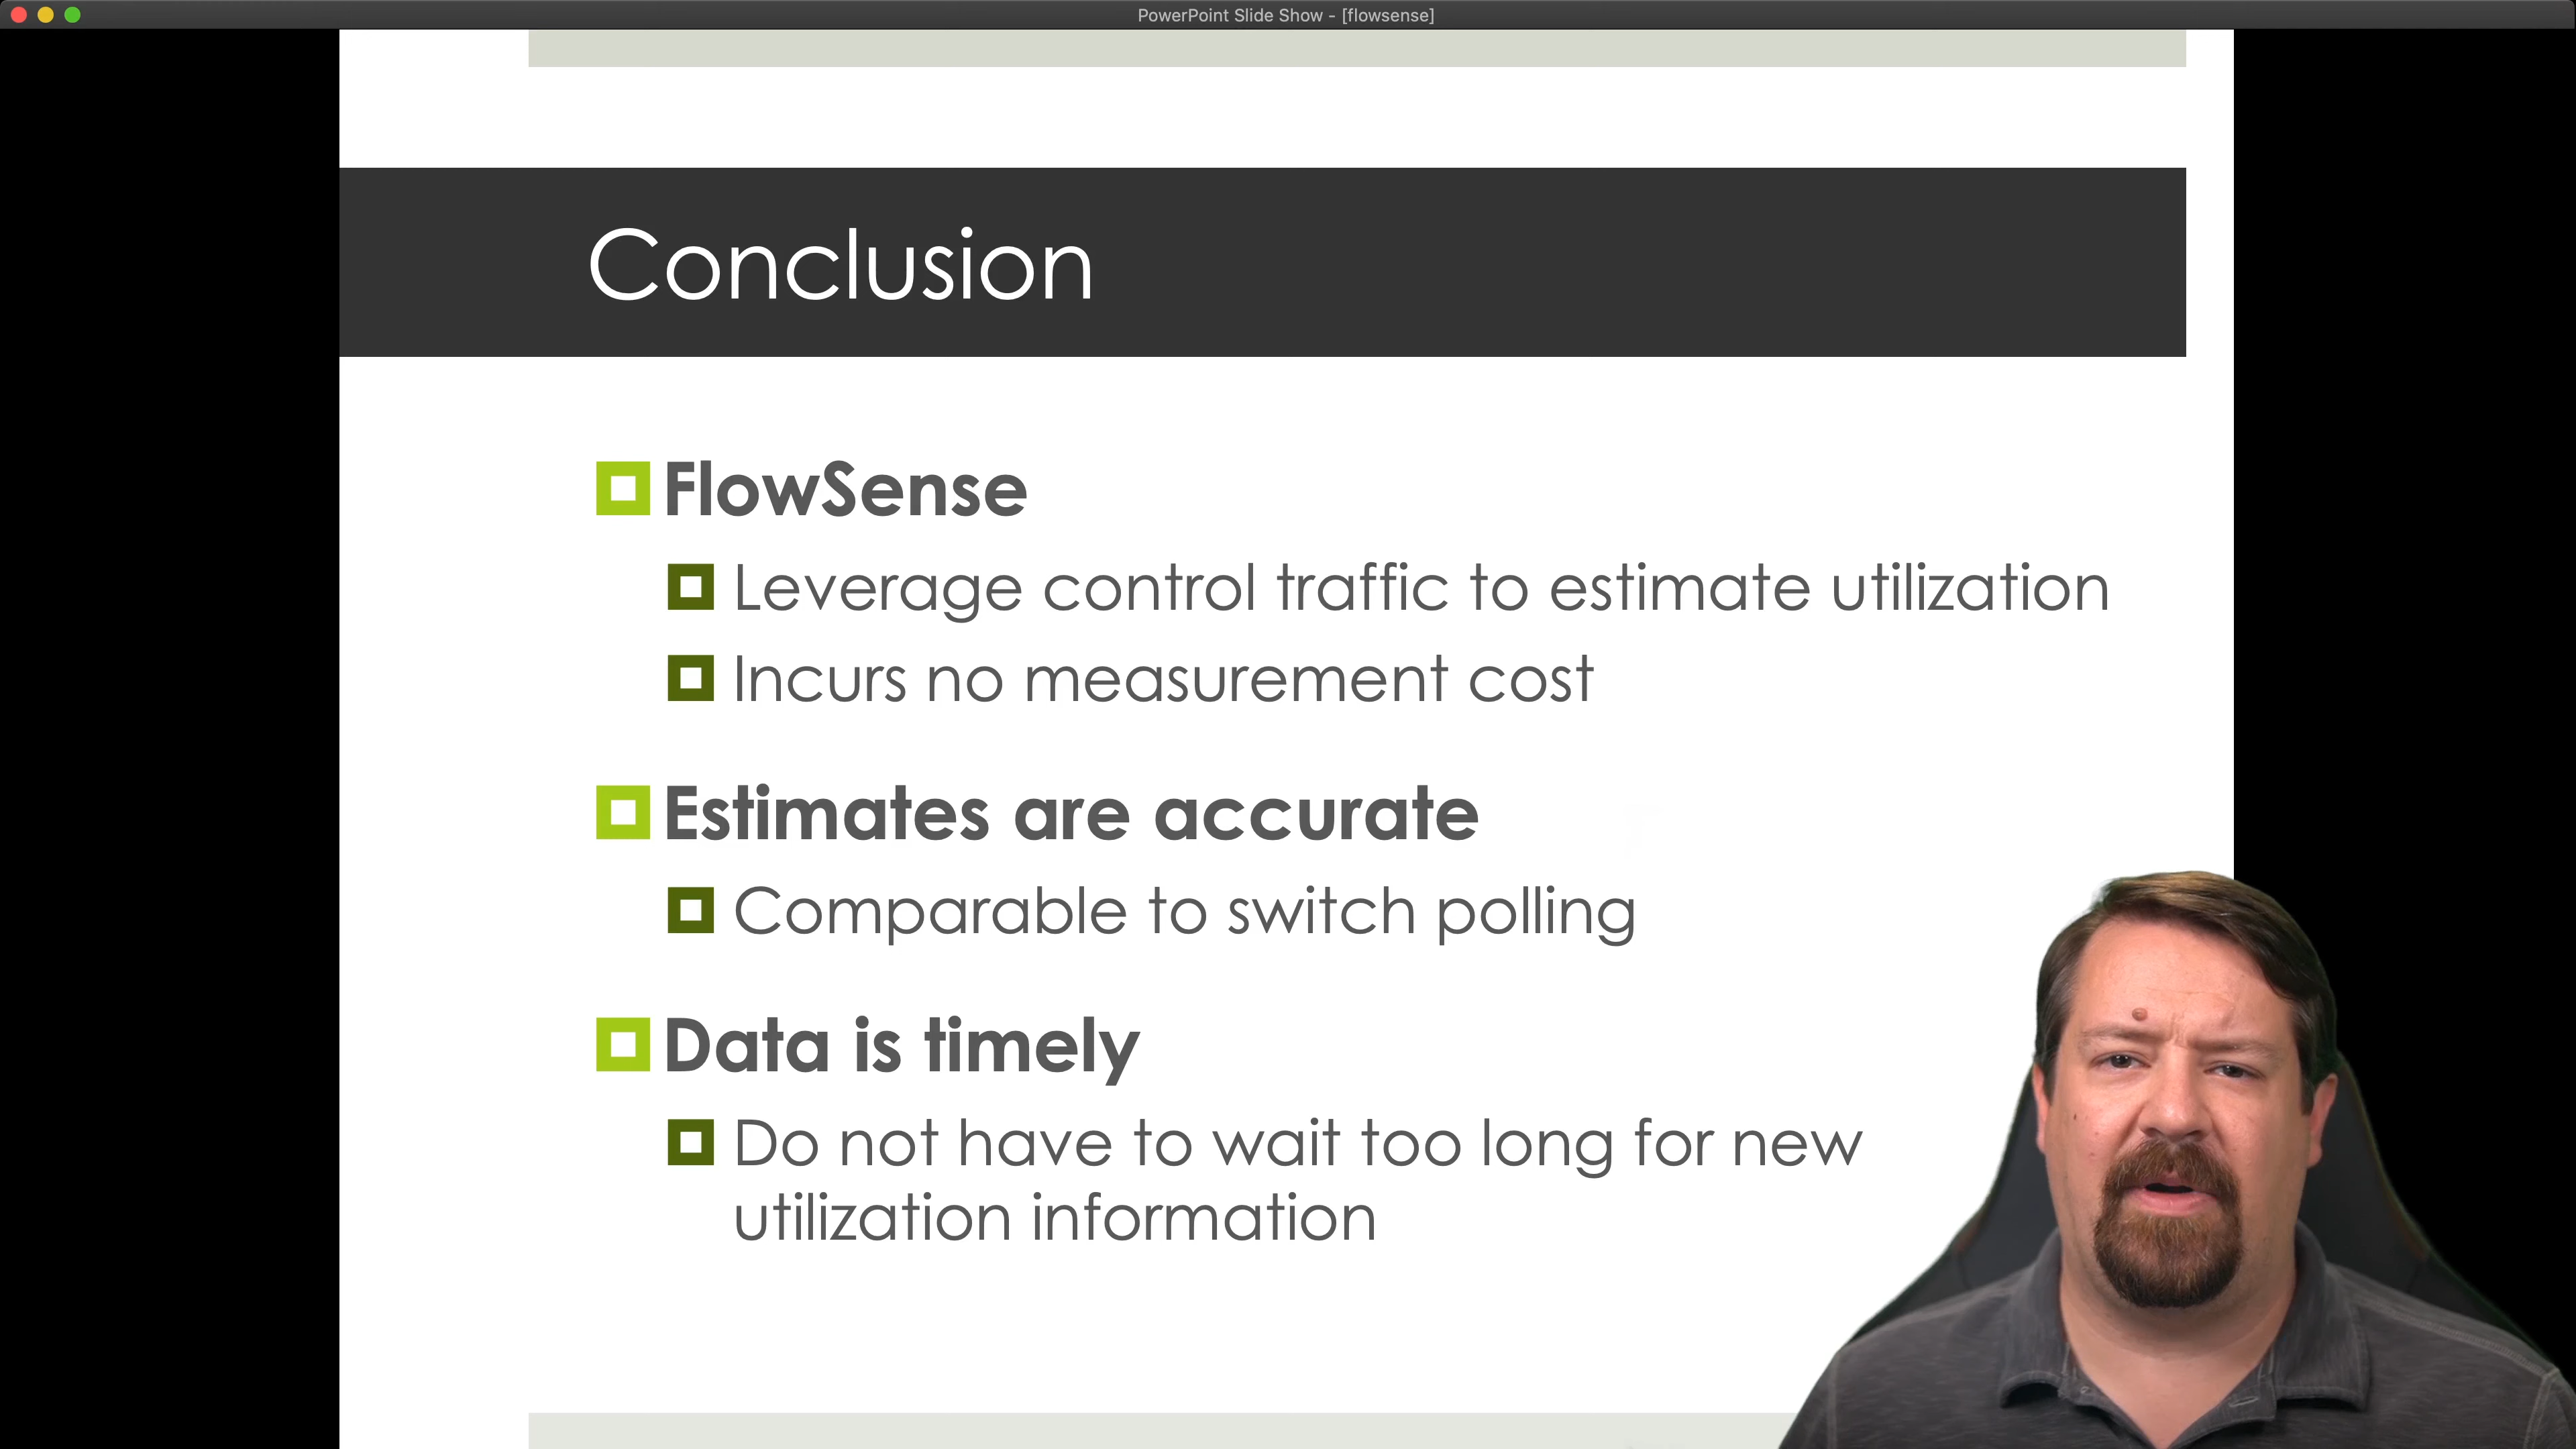 PowerPoint Slide Show - [flowsense]
Conclusion
FlowSense
Leverage control traffic to estimate utilization
Incurs no measurement cost
Estimates are accurate
Comparable to switch polling
Data is timely
Do not have to wait too long for new
utilization information